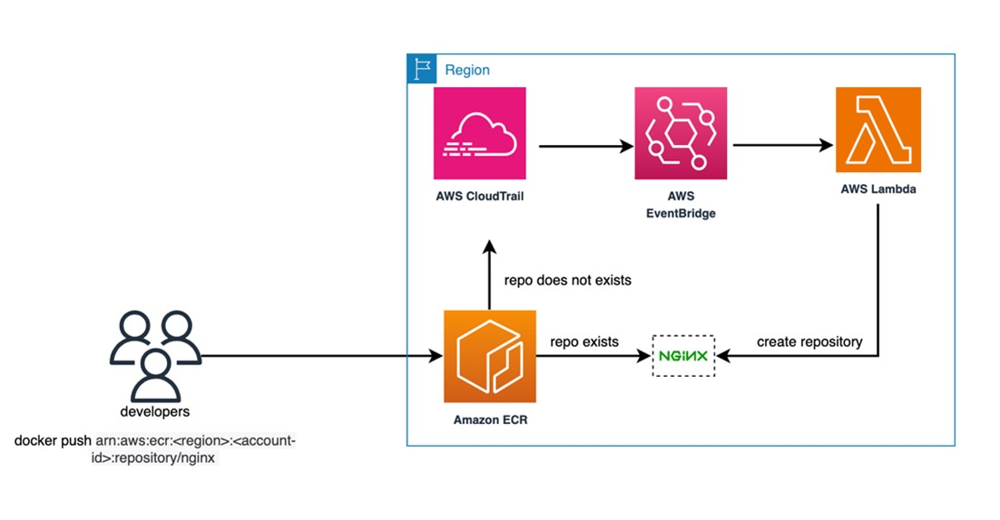 Region
AWS CloudTrail
AWS
EventBridge
AWS Lambda
repo does not exists
repo exists
NGiNX
create repository
Amazon ECR
developers
docker push arn:aws:ecr:<region>:<account-
id>:repository/nginx